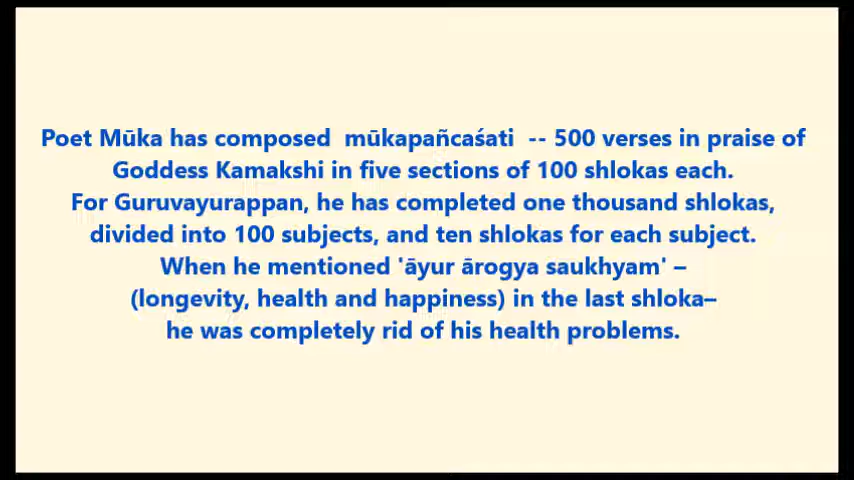 Poet Mūka has composed mūkapañcaśati -- 500 verses in praise of
Goddess Kamakshi in five sections of 100 shlokas each.
For Guruvayurappan, he has completed one thousand shlokas,
divided into 100 subjects, and ten shlokas for each subject.
When he mentioned 'āyur ārogya saukhyam' –
(longevity, health and happiness) in the last shloka–
he was completely rid of his health problems.